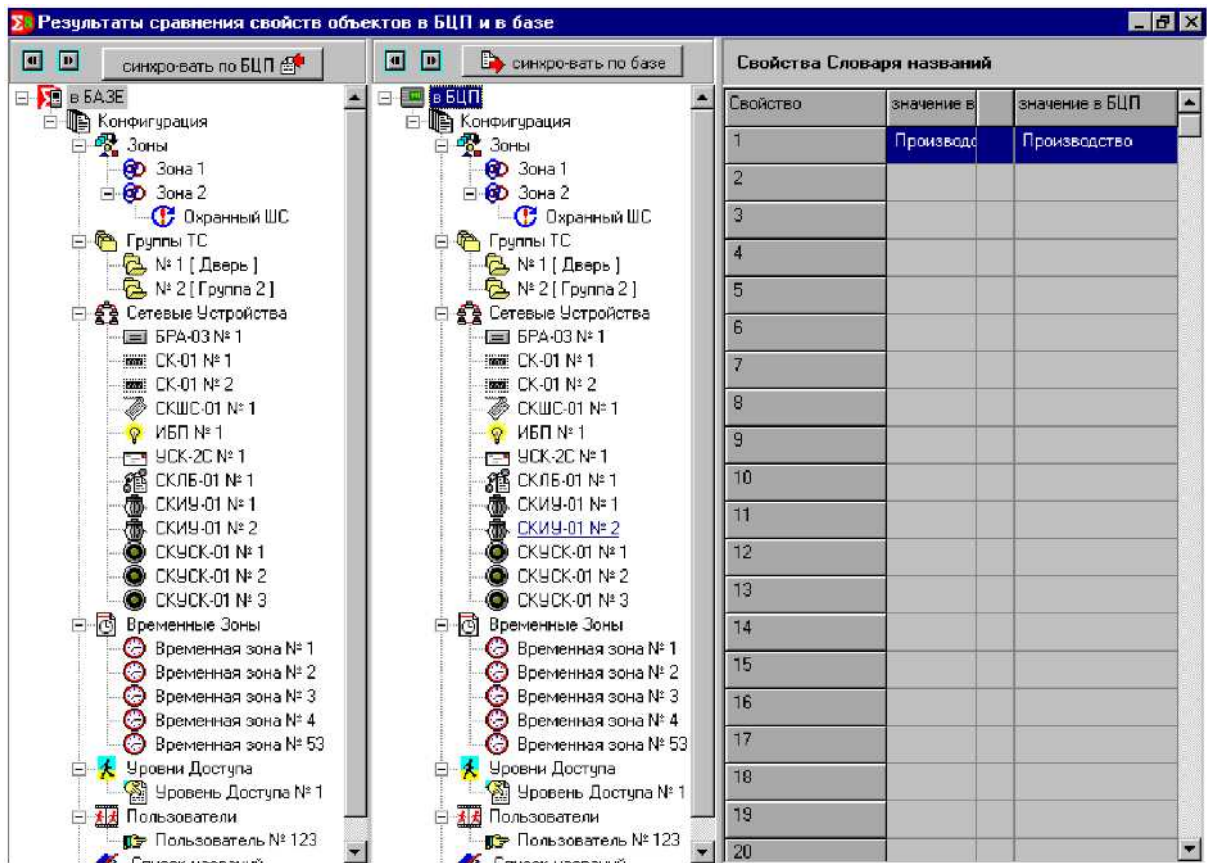 Результаты сравнения свойств объектов в БЦП и в базе
синхро-вать по БЦП
в БАЗЕ
Конфигурация
Зоны
Зона 1
Зона 2
Охранный ШС
Группы ТС
№ 1 [ Дверь ]
№ 2 [ Группа 2 ]
Сетевые Устройства
БРА-03 № 1
СК-01 № 1
СК-01 № 2
СКШС-01 № 1
ИБП № 1
УСК-2С № 1
СКЛБ-01 № 1
СКИУ-01 № 1
СКИУ-01 № 2
СКУСК-01 № 1
СКУСК-01 № 2
СКУСК-01 № 3
Временные Зоны
Временная зона № 1
Временная зона № 2
Временная зона № 3
Временная зона № 4
Временная зона № 53
Уровни Доступа
Уровень Доступа № 1
Пользователи
Пользователь № 123
Список названий
синхро-вать по базе
в БЦП
Конфигурация
Зоны
Зона 1
Зона 2
Охранный ШС
Группы ТС
№ 1 [ Дверь ]
№ 2 [ Группа 2 ]
Сетевые Устройства
БРА-03 № 1
СК-01 № 1
СК-01 № 2
СКШС-01 № 1
ИБП № 1
УСК-2С № 1
СКЛБ-01 № 1
СКИУ-01 № 1
СКИУ-01 № 2
СКУСК-01 № 1
СКУСК-01 № 2
СКУСК-01 № 3
Временные Зоны
Временная зона № 1
Временная зона № 2
Временная зона № 3
Временная зона № 4
Временная зона № 53
Уровни Доступа
Уровень Доступа № 1
Пользователи
Пользователь № 123
Список названий
Свойства Словаря названий
Свойство значение в значение в БЦП
1 Производс Производство
2
3
4
5
6
7
8
9
10
11
12
13
14
15
16
17
18
19
20